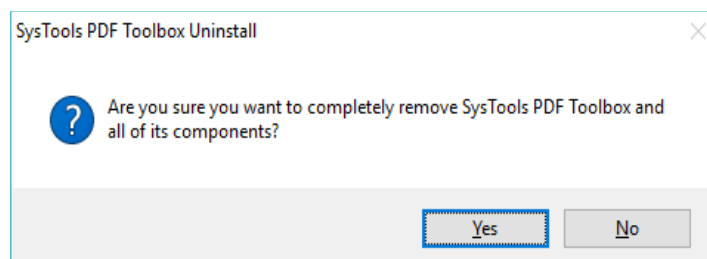 SysTools PDF Toolbox Uninstall
Are you sure you want to completely remove SysTools PDF Toolbox and
all of its components?
Yes
No